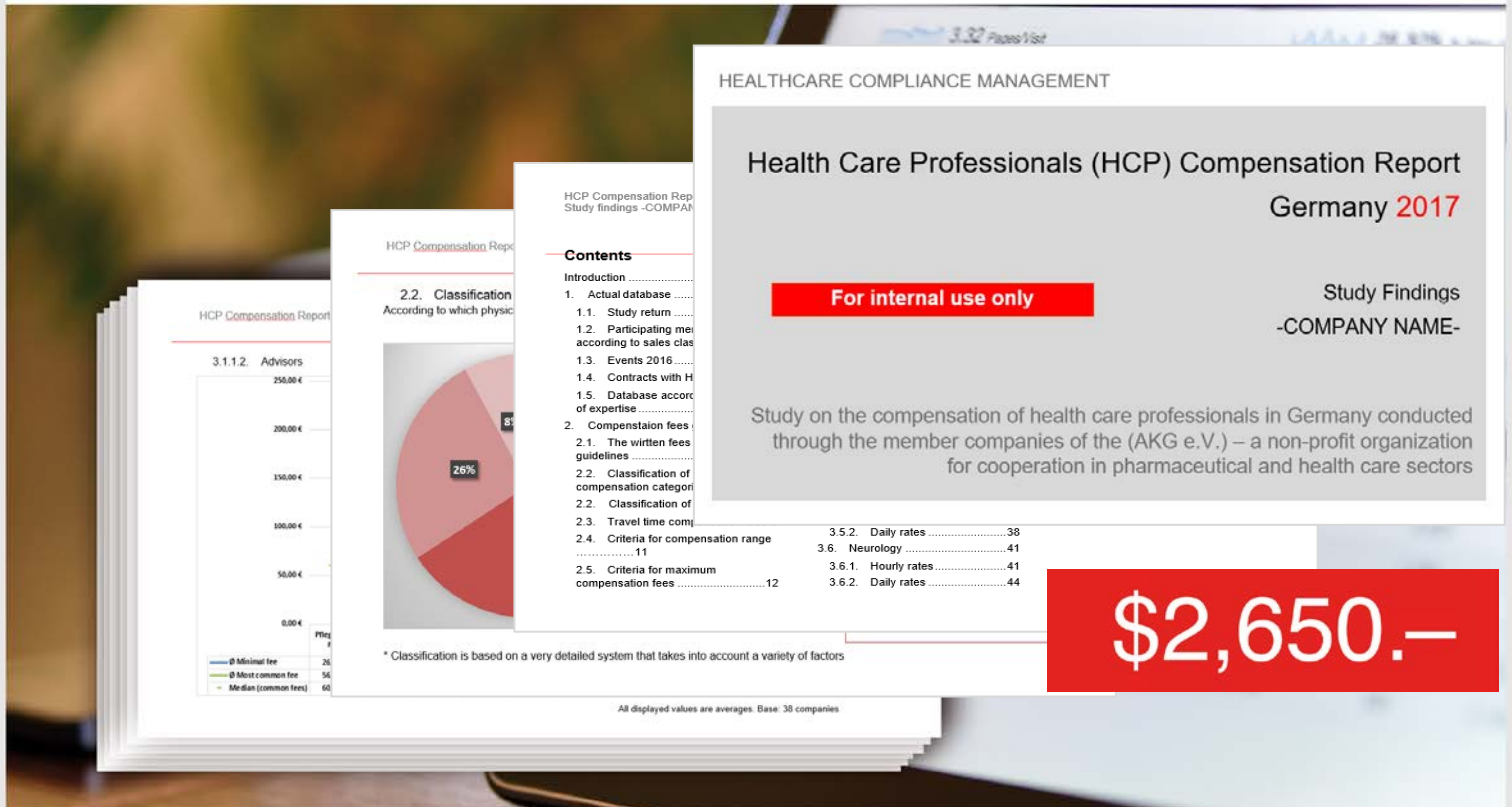 3.32 Pages/Visit
HEALTHCARE COMPLIANCE MANAGEMENT
Health Care Professionals (HCP) Compensation Report
Germany 2017
For internal use only
Study Findings
-COMPANY NAME-
Study on the compensation of health care professionals in Germany conducted
through the member companies of the (AKG e.V.) – a non-profit organization
for cooperation in pharmaceutical and health care sectors
HCP Compensation Rep
Study findings -COMPAN
Contents
Introduction
1. Actual database
1.1. Study return
1.2. Participating me
according to sales clas
1.3. Events 2016
1.4. Contracts with H
1.5. Database accord
of expertise
2. Compenstaion fees
2.1. The wirtten fees
guidelines
2.2. Classification of
compensation categori
2.2. Classification of
2.3. Travel time comp
2.4. Criteria for compensation range
……………11
2.5. Criteria for maximum
compensation fees ...........................12
3.5.2. Daily rates ......................38
3.6. Neurology ............................41
3.6.1. Hourly rates....................41
3.6.2. Daily rates ......................44
HCP Compensation Repo
2.2. Classification
According to which physic
8%
26%
* Classification is based on a very detailed system that takes into account a variety of factors
HCP Compensation Report
3.1.1.2. Advisors
250,00 €
200,00 €
150,00 €
100,00 €
50,00 €
0,00 €
Pfleg
Ø Minimal fee 26
Ø Most common fee 56
Median (common fees) 60
All displayed values are averages. Base: 38 companies
$2,650.–